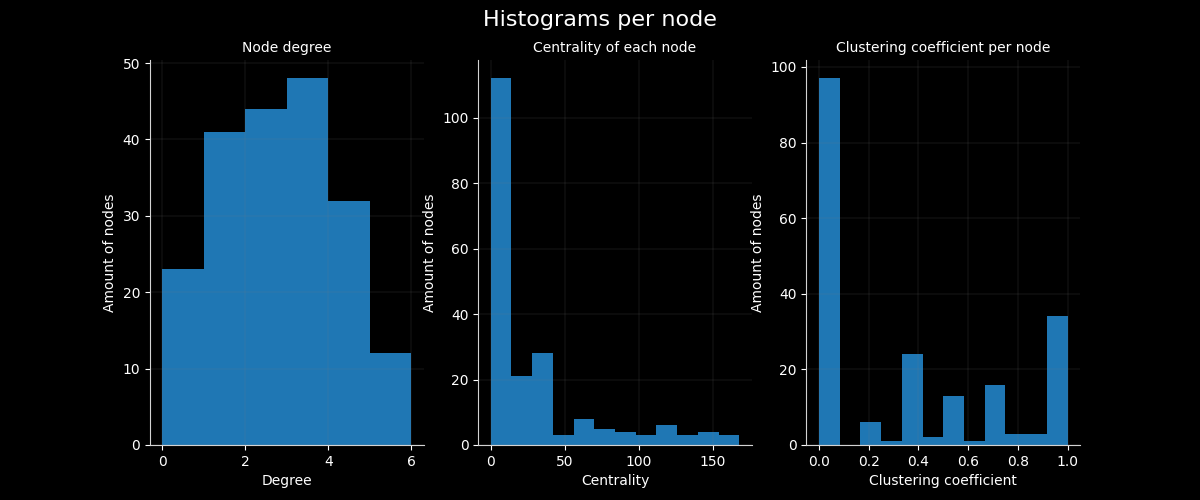 Histograms per node
Node degree
Amount of nodes
50
40
30
20
10
0
0 2 4 6
Degree
Centrality of each node
Amount of nodes
100
80
60
40
20
0
0 50 100 150
Centrality
Clustering coefficient per node
Amount of nodes
100
80
60
40
20
0
0.0 0.2 0.4 0.6 0.8 1.0
Clustering coefficient